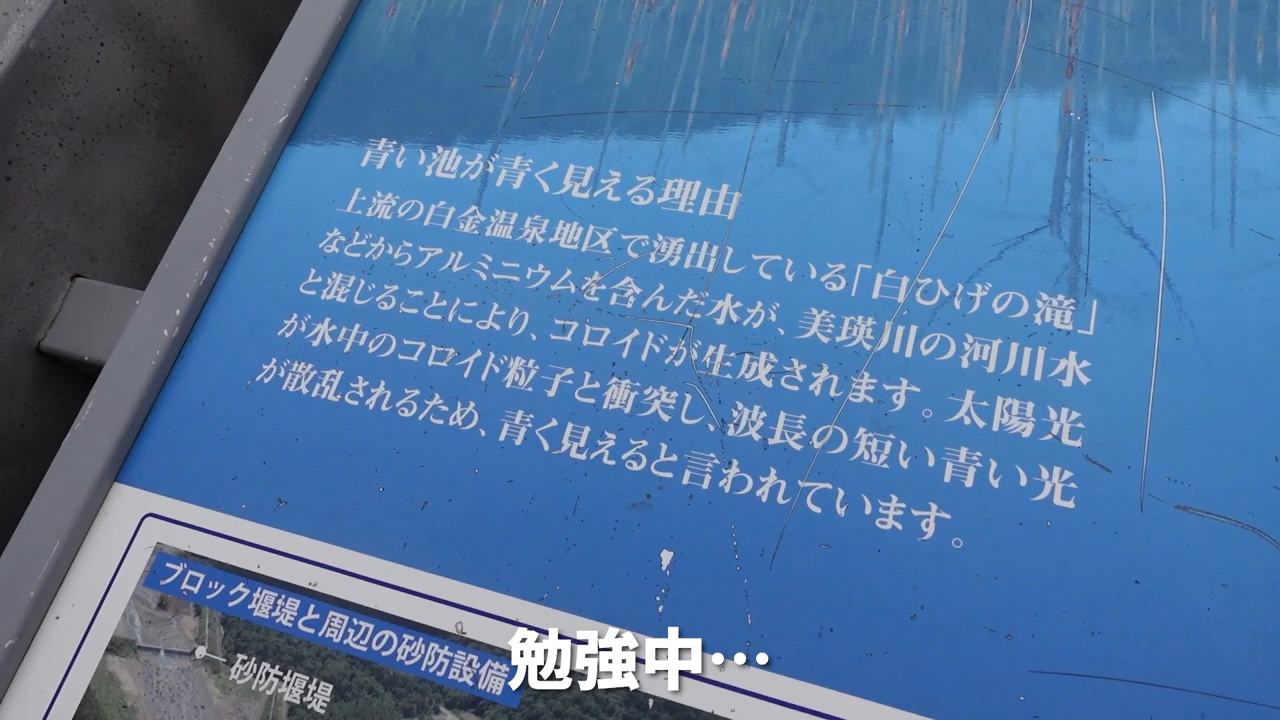 青い池が青く見える理由
上流の白金温泉地区で湧出している「白ひげの滝」
などからアルミニウムを含んだ水が、美瑛川の河川水
と混じることにより、コロイドが生成されます。太陽光
が水中のコロイド粒子と衝突し、波長の短い青い光
が散乱されるため、青く見えると言われています。
ブロック堰堤と周辺の砂防設備
砂防堰堤
勉強中…